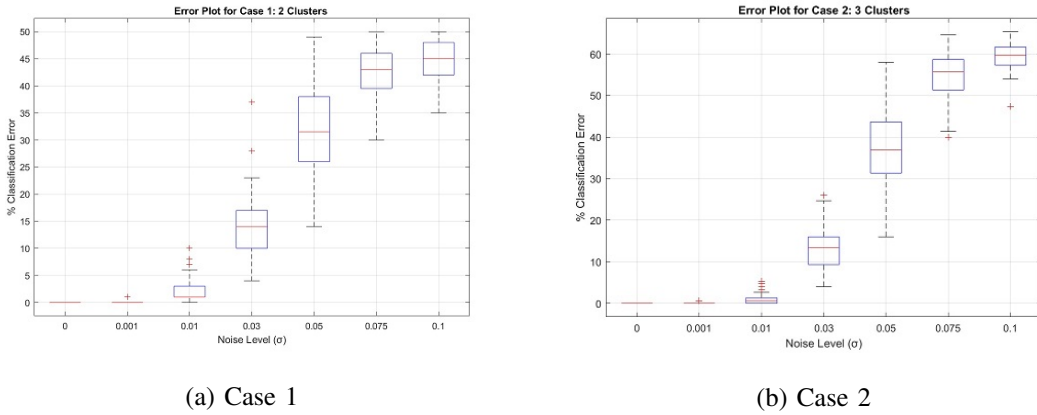 Error Plot for Case 1: 2 Clusters
50
45
40
35
30
25
20
15
10
5
0
% Classification Error
0 0.001 0.01 0.03 0.05 0.075 0.1
Noise Level (σ)
(a) Case 1
Error Plot for Case 2: 3 Clusters
60
50
40
30
20
10
0
% Classification Error
0 0.001 0.01 0.03 0.05 0.075 0.1
Noise Level (σ)
(b) Case 2